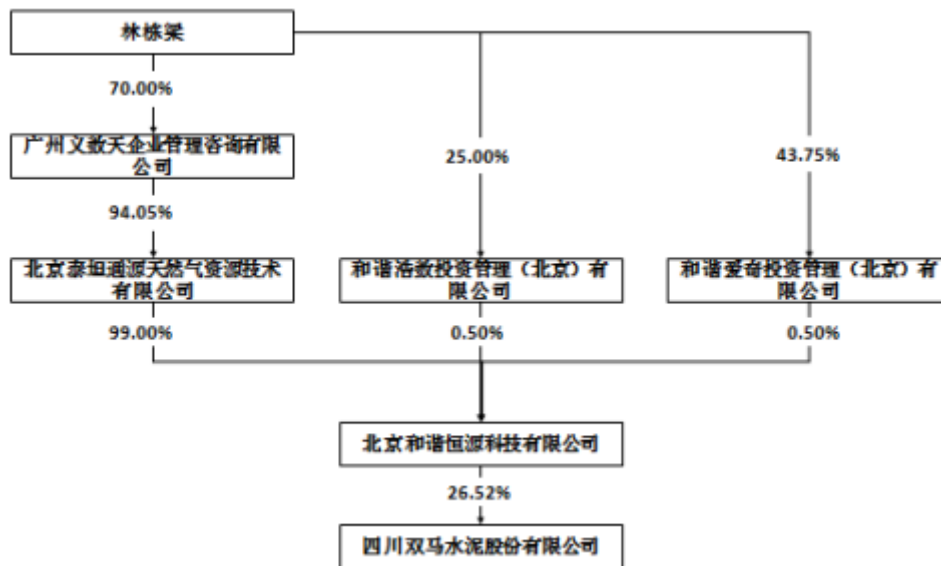 林栋梁
70.00%
广州义数天企业管理咨询有限
公司
25.00%
43.75%
94.05%
北京泰坦通源天然气资源技术
有限公司
和谐浩数投资管理（北京）有
限公司
和谐爱奇投资管理（北京）有
限公司
99.00%
0.50%
0.50%
北京和谐恒源科技有限公司
26.52%
四川双马水泥股份有限公司